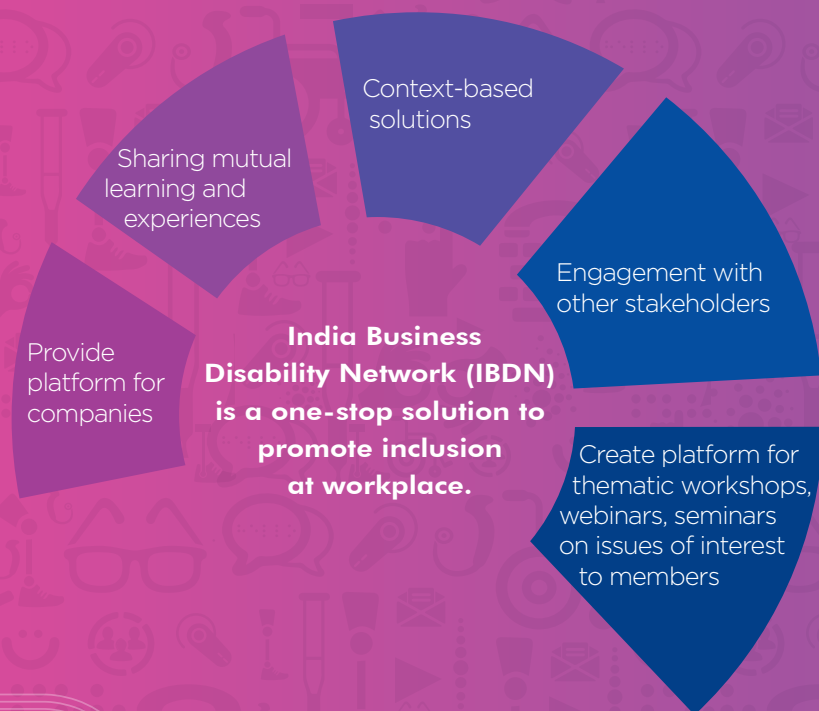 Context-based
solutions
Sharing mutual
learning and
experiences
Engagement with
other stakeholders
Provide
platform for
companies
India Business
Disability Network (IBDN)
is a one-stop solution to
promote inclusion
at workplace.
Create platform for
thematic workshops,
webinars, seminars
on issues of interest
to members